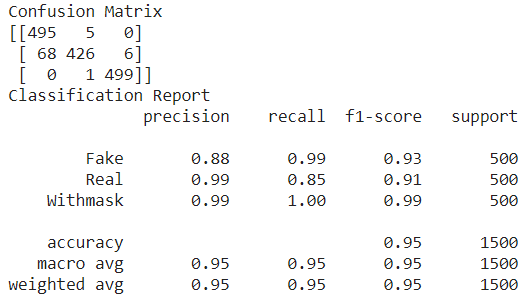 Confusion Matrix
[[495   5   0]
 [ 68 426   6]
 [  0   1 499]]
Classification Report
              precision    recall  f1-score   support

        Fake       0.88      0.99      0.93       500
        Real       0.99      0.85      0.91       500
    Withmask       0.99      1.00      0.99       500

    accuracy                           0.95      1500
   macro avg       0.95      0.95      0.95      1500
weighted avg       0.95      0.95      0.95      1500